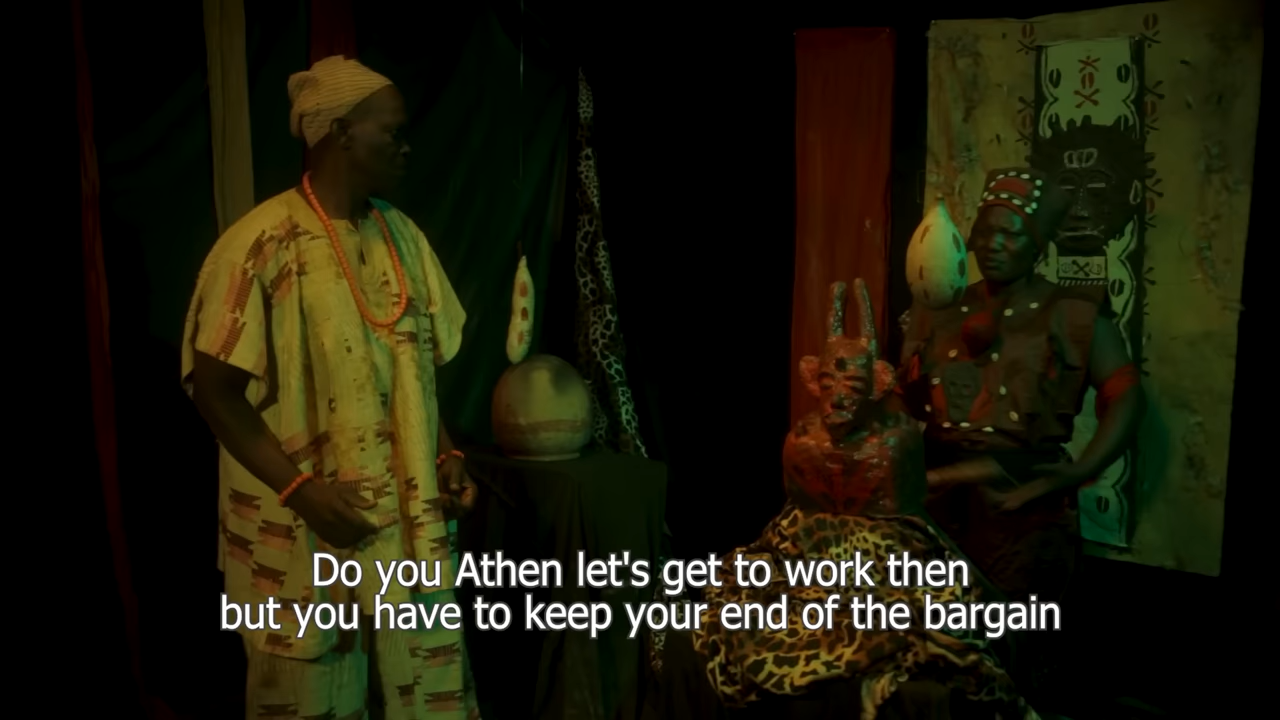 Do you Athen let's get to work then
but you have to keep your end of the bargain